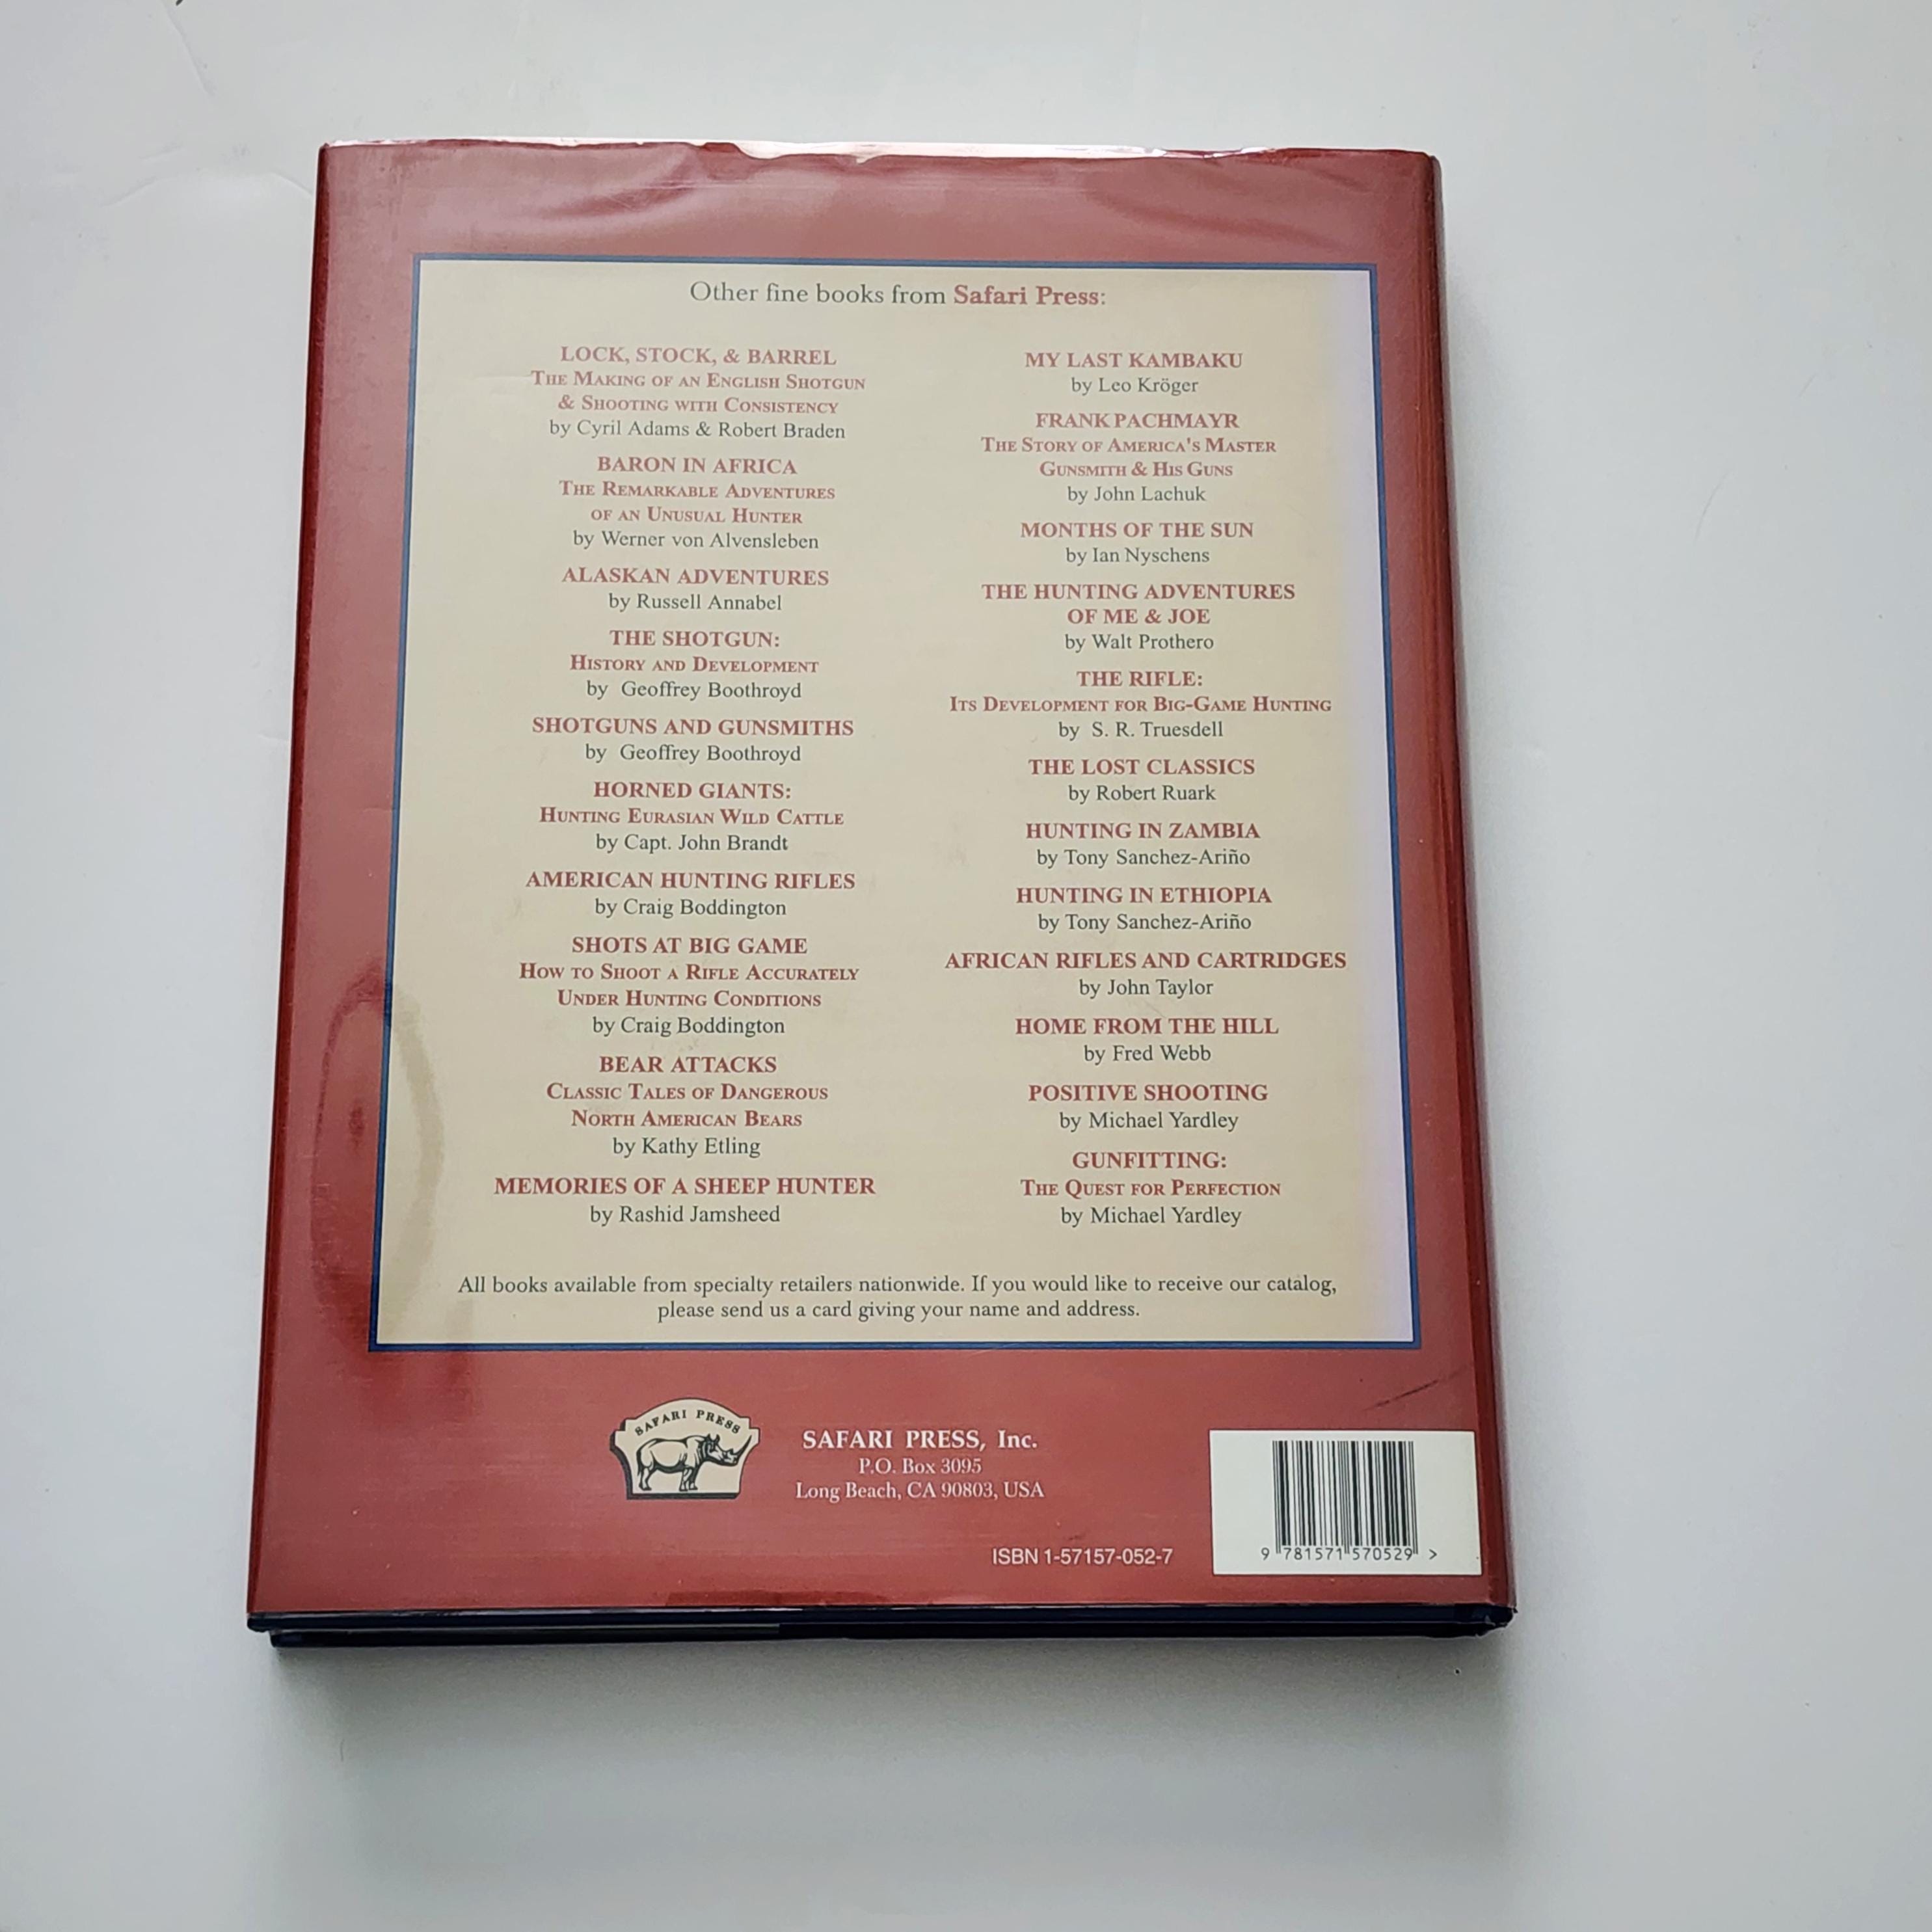 Other fine books from Safari Press:
LOCK, STOCK, & BARREL
THE MAKING OF AN ENGLISH SHOTGUN
& SHOOTING WITH CONSISTENCY
by Cyril Adams & Robert Braden
BARON IN AFRICA
THE REMARKABLE ADVENTURES
OF AN UNUSUAL HUNTER
by Werner von Alvensleben
ALASKAN ADVENTURES
by Russell Annabel
THE SHOTGUN:
HISTORY AND DEVELOPMENT
by Geoffrey Boothroyd
SHOTGUNS AND GUNSMITHS
by Geoffrey Boothroyd
HORNED GIANTS:
HUNTING EURASIAN WILD CATTLE
by Capt. John Brandt
AMERICAN HUNTING RIFLES
by Craig Boddington
SHOTS AT BIG GAME
HOW TO SHOOT A RIFLE ACCURATELY
UNDER HUNTING CONDITIONS
by Craig Boddington
BEAR ATTACKS
CLASSIC TALES OF DANGEROUS
NORTH AMERICAN BEARS
by Kathy Etling
MEMORIES OF A SHEEP HUNTER
by Rashid Jamsheed
MY LAST KAMBAKU
by Leo Kröger
FRANK PACHMAYR
THE STORY OF AMERICA'S MASTER
GUNSMITH & HIS GUNS
by John Lachuk
MONTHS OF THE SUN
by Ian Nyschens
THE HUNTING ADVENTURES
OF ME & JOE
by Walt Prothero
THE RIFLE:
ITS DEVELOPMENT FOR BIG-GAME HUNTING
by S. R. Truesdell
THE LOST CLASSICS
by Robert Ruark
HUNTING IN ZAMBIA
by Tony Sanchez-Ariño
HUNTING IN ETHIOPIA
by Tony Sanchez-Ariño
AFRICAN RIFLES AND CARTRIDGES
by John Taylor
HOME FROM THE HILL
by Fred Webb
POSITIVE SHOOTING
by Michael Yardley
GUNFITTING:
THE QUEST FOR PERFECTION
by Michael Yardley
All books available from specialty retailers nationwide. If you would like to receive our catalog,
please send us a card giving your name and address.
SAFARI PRESS
SAFARI PRESS, Inc.
P.O. Box 3095
Long Beach, CA 90803, USA
ISBN 1-57157-052-7
9 781571 570529 >